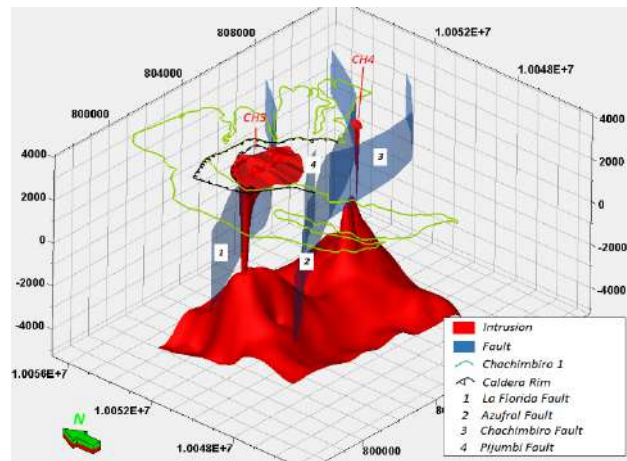 808000
1.0052E+7
804000
CH4
1.0048E+7
800000
CH3
4000
4000
3
4
2000
2000
0
0
1
2
-2000
-2000
-4000
-4000
1.0056E+7
1.0052E+7
N
1.0048E+7
800000
Intrusion
Fault
Chachimbiro 1
Caldera Rim
1 La Florida Fault
2 Azufral Fault
3 Chachimbiro Fault
4 Pijumbi Fault